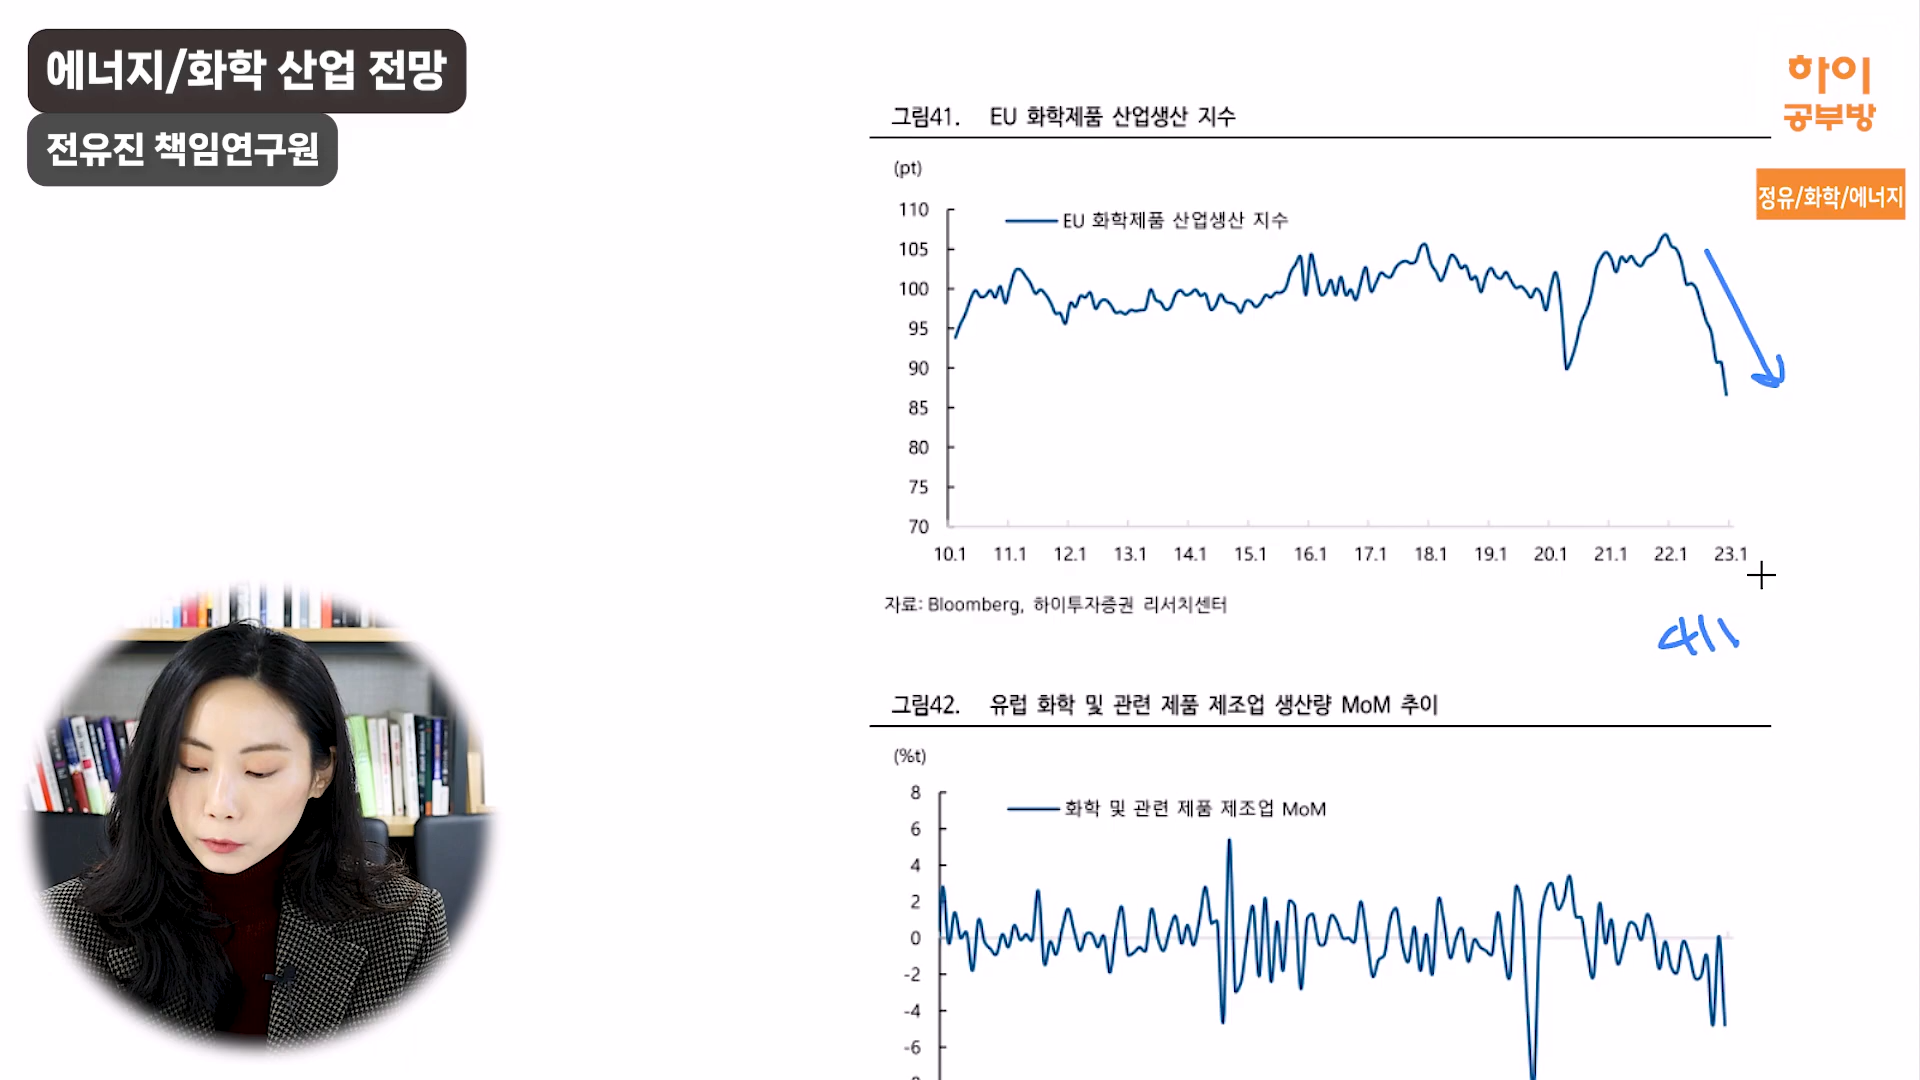 에너지/화학 산업 전망
전유진 책임연구원
하이
공부방
정유/화학/에너지
그림41. EU 화학제품 산업생산 지수
(pt)
EU 화학제품 산업생산 지수
110
105
100
95
90
85
80
75
70
10.1 11.1 12.1 13.1 14.1 15.1 16.1 17.1 18.1 19.1 20.1 21.1 22.1 23.1
자료: Bloomberg, 하이투자증권 리서치센터
그림42. 유럽 화학 및 관련 제품 제조업 생산량 MoM 추이
(%t)
화학 및 관련 제품 제조업 MoM
8
6
4
2
0
-2
-4
-6